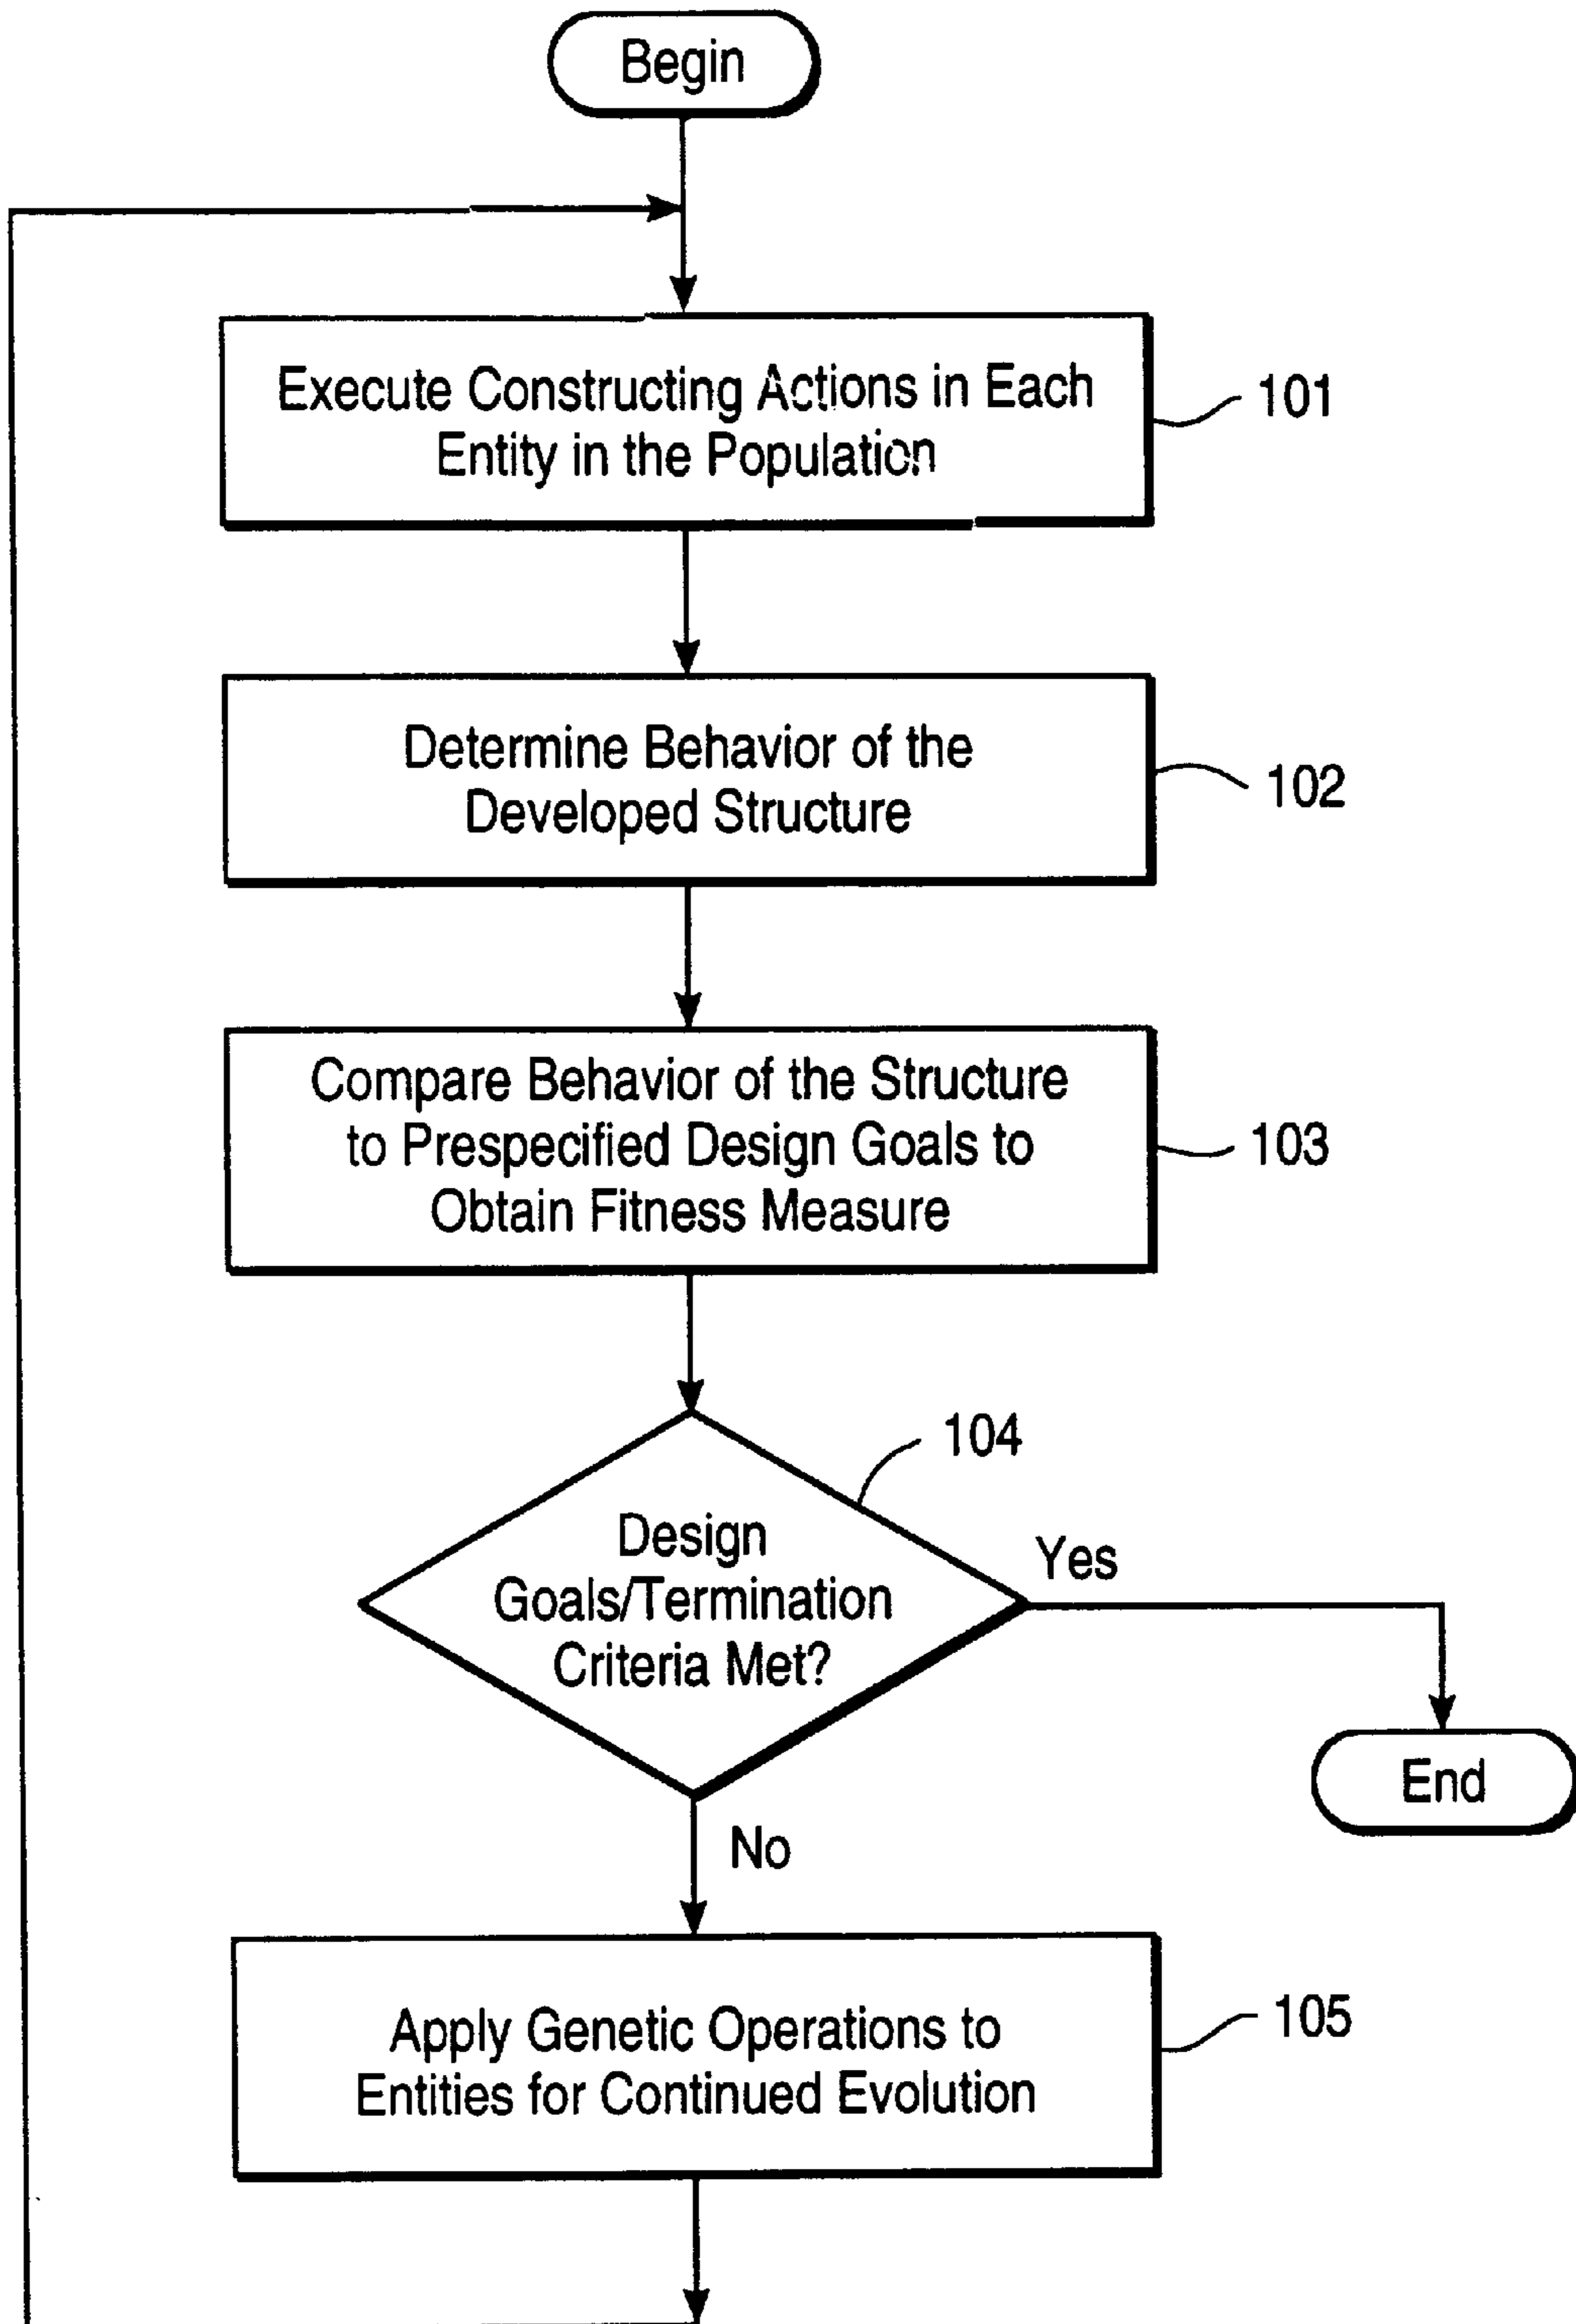 Begin
Execute Constructing Actions in Each
Entity in the Population
101
Determine Behavior of the
Developed Structure
102
Compare Behavior of the Structure
to Prespecified Design Goals to
Obtain Fitness Measure
103
104
Design
Goals/Termination
Criteria Met?
Yes
End
No
Apply Genetic Operations to
Entities for Continued Evolution
105